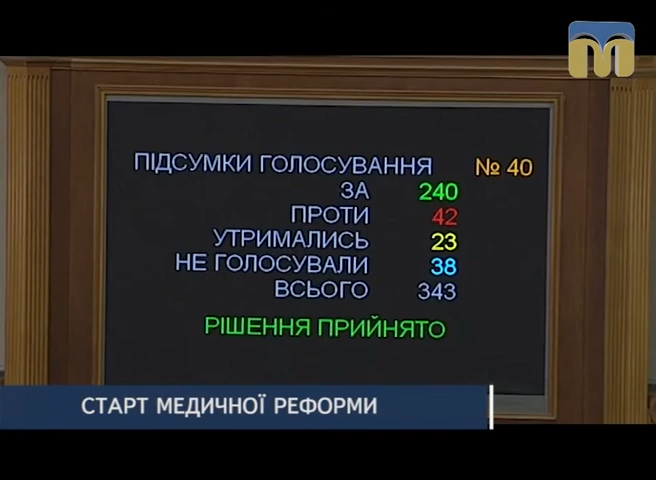 M
ПІДСУМКИ ГОЛОСУВАННЯ № 40
ЗА 240
ПРОТИ 42
УТРИМАЛИСЬ 23
НЕ ГОЛОСУВАЛИ 38
ВСЬОГО 343
РІШЕННЯ ПРИЙНЯТО
СТАРТ МЕДИЧНОЇ РЕФОРМИ